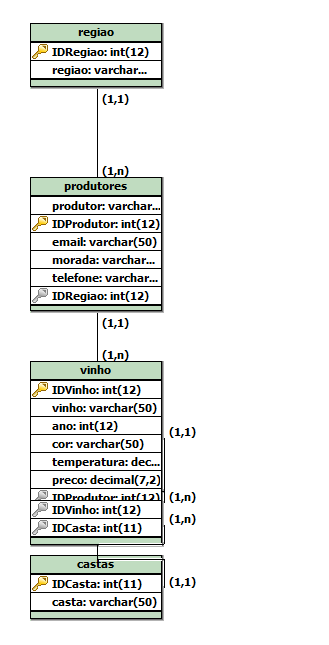 regiao
IDRegiao: int(12)
regiao: varchar...
(1,1)
(1,n)
produtores
produtor: varchar...
IDProdutor: int(12)
email: varchar(50)
morada: varchar...
telefone: varchar...
IDRegiao: int(12)
(1,1)
(1,n)
vinho
IDVinho: int(12)
vinho: varchar(50)
ano: int(12)
cor: varchar(50)
(1,1)
temperatura: dec...
preco: decimal(7,2)
IDProdutor: int(12)
(1,n)
IDVinho: int(12)
(1,n)
IDCasta: int(11)
castas
IDCasta: int(11)
(1,1)
casta: varchar(50)